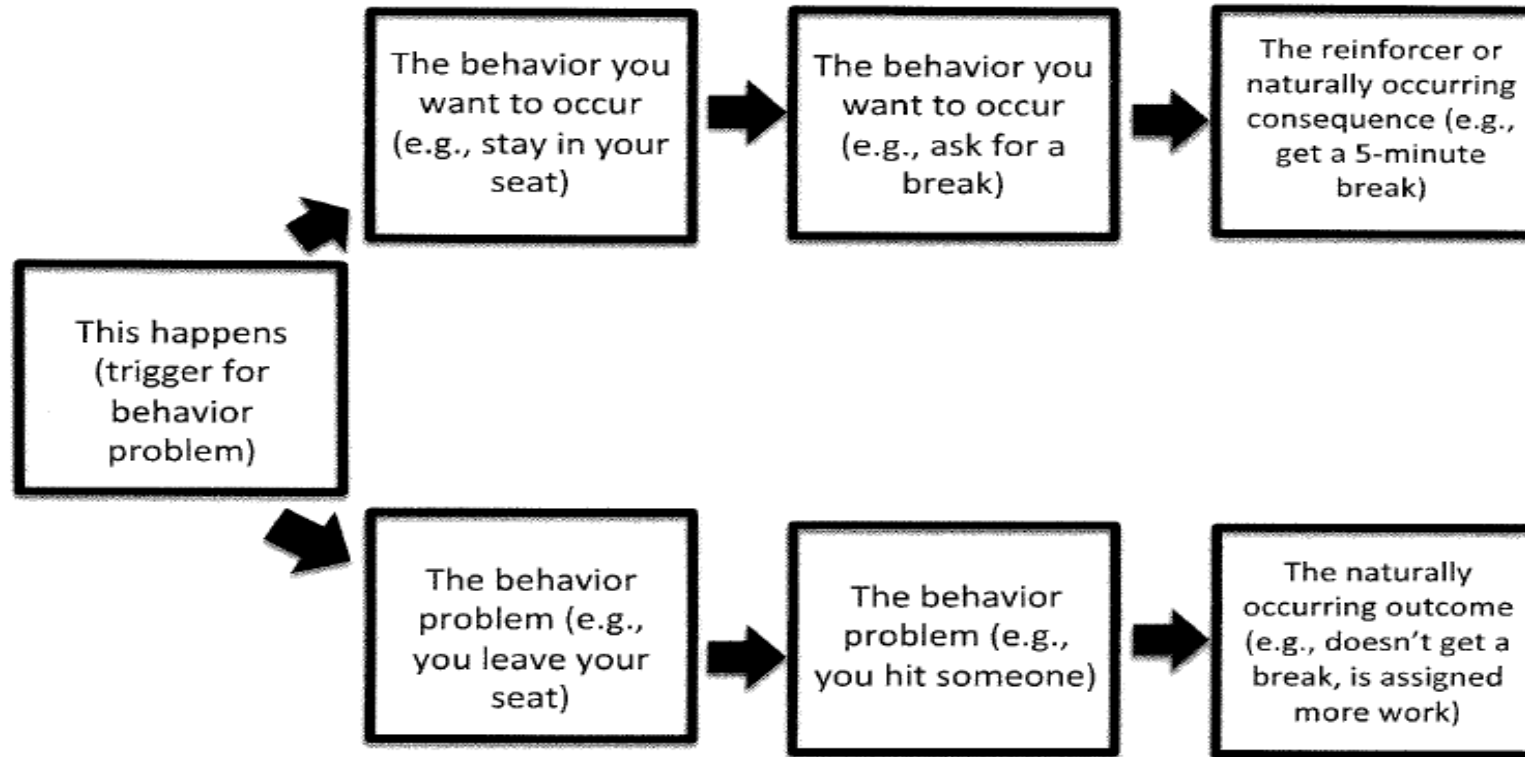 The behavior you
want to occur
(e.g., stay in your
seat)
The behavior you
want to occur
(e.g., ask for a
break)
The reinforcer or
naturally occurring
consequence (e.g.,
get a 5-minute
break)
This happens
(trigger for
behavior
problem)
The behavior
problem (e.g.,
you leave your
seat)
The behavior
problem (e.g.,
you hit someone)
The naturally
occurring outcome
(e.g., doesn’t get a
break, is assigned
more work)